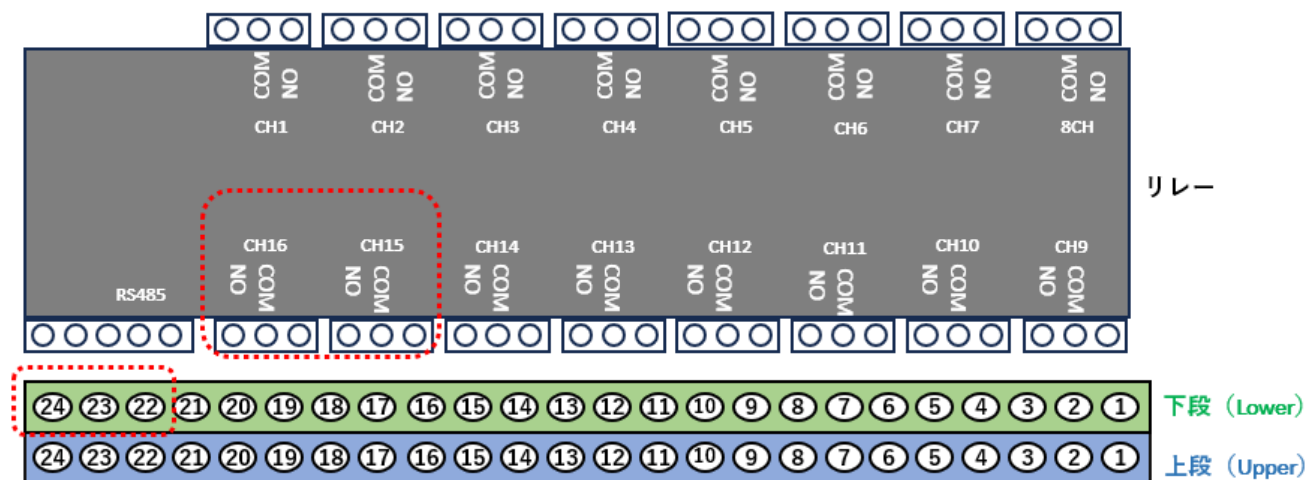 COM NO COM NO COM NO COM NO COM NO COM NO COM NO COM NO
CH1 CH2 CH3 CH4 CH5 CH6 CH7 8CH
リレー
CH16 CH15 CH14 CH13 CH12 CH11 CH10 CH9
NO COM NO COM NO COM NO COM NO COM NO COM NO COM NO COM
RS485
24 23 22 21 20 19 18 17 16 15 14 13 12 11 10 9 8 7 6 5 4 3 2 1 下段（Lower）
24 23 22 21 20 19 18 17 16 15 14 13 12 11 10 9 8 7 6 5 4 3 2 1 上段（Upper）